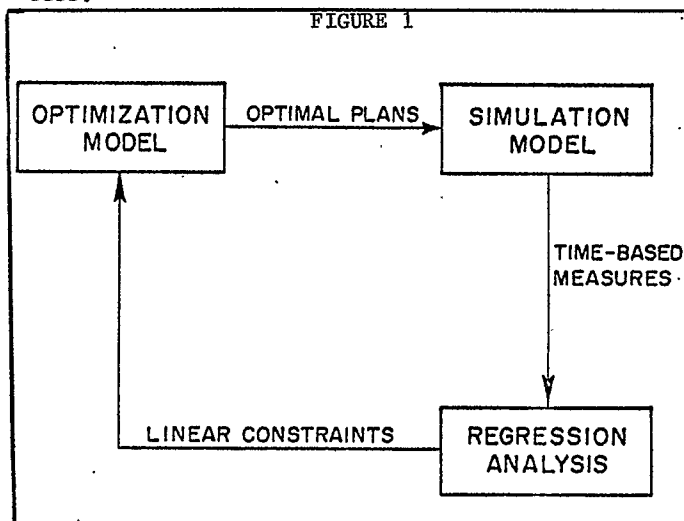 FIGURE 1
OPTIMIZATION
MODEL
OPTIMAL PLANS
SIMULATION
MODEL
TIME-BASED
MEASURES
LINEAR CONSTRAINTS
REGRESSION
ANALYSIS